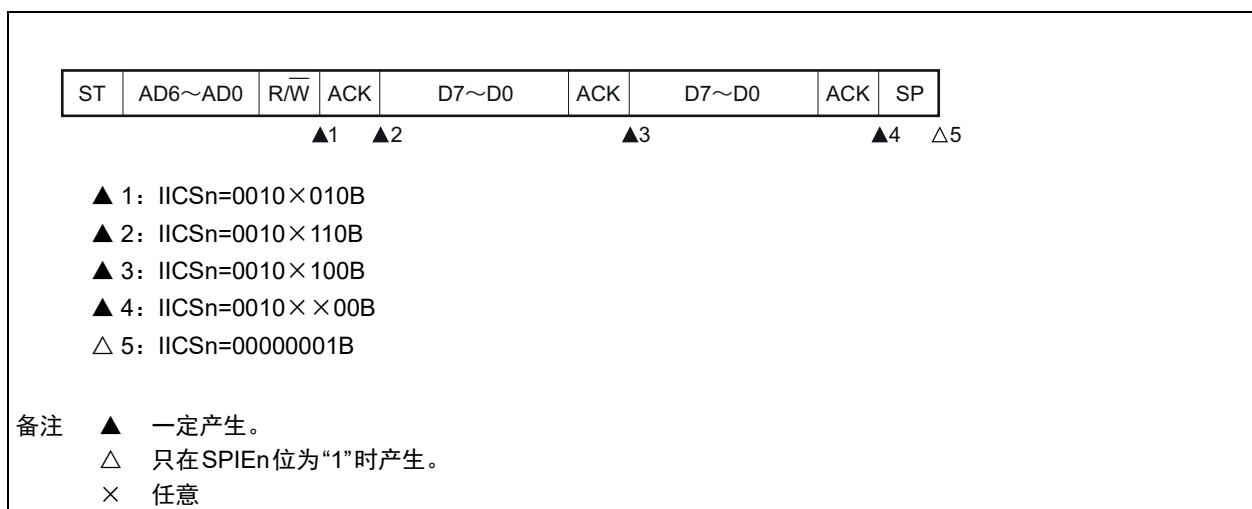 ST AD6～AD0 R/W̅ ACK D7～D0 ACK D7～D0 ACK SP
▲1 ▲2 ▲3 ▲4 △5
▲ 1：IICSn=0010×010B
▲ 2：IICSn=0010×110B
▲ 3：IICSn=0010×100B
▲ 4：IICSn=0010××00B
△ 5：IICSn=00000001B
备注 ▲ 一定产生。
△ 只在SPIEn位为“1”时产生。
× 任意